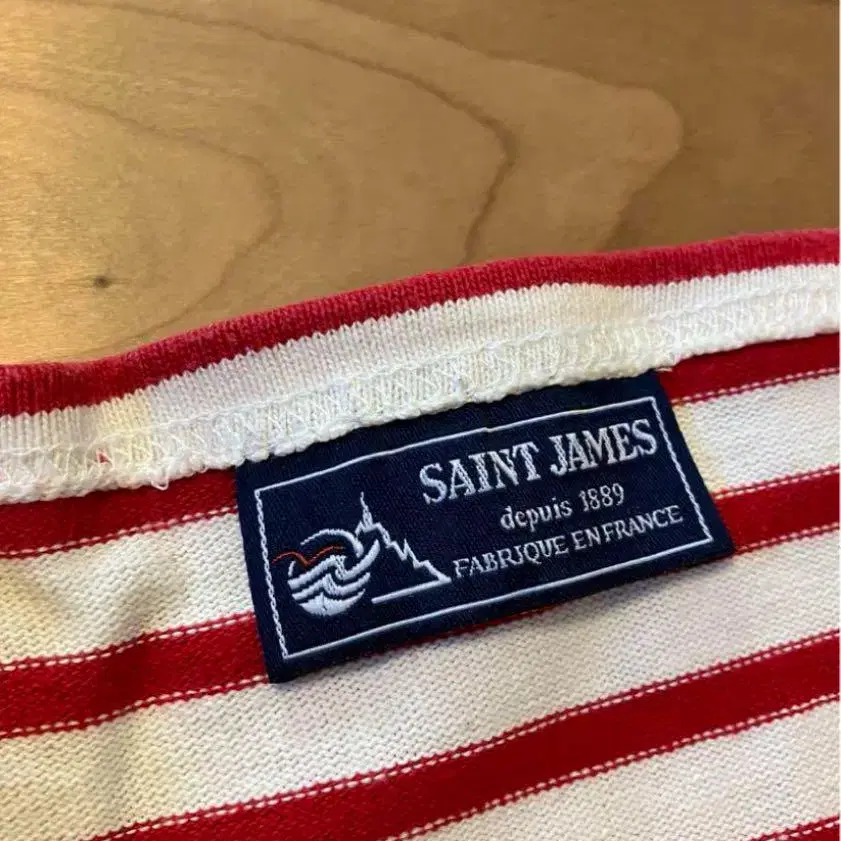 SAINT JAMES
depuis 1889
FABRIQUE EN FRANCE